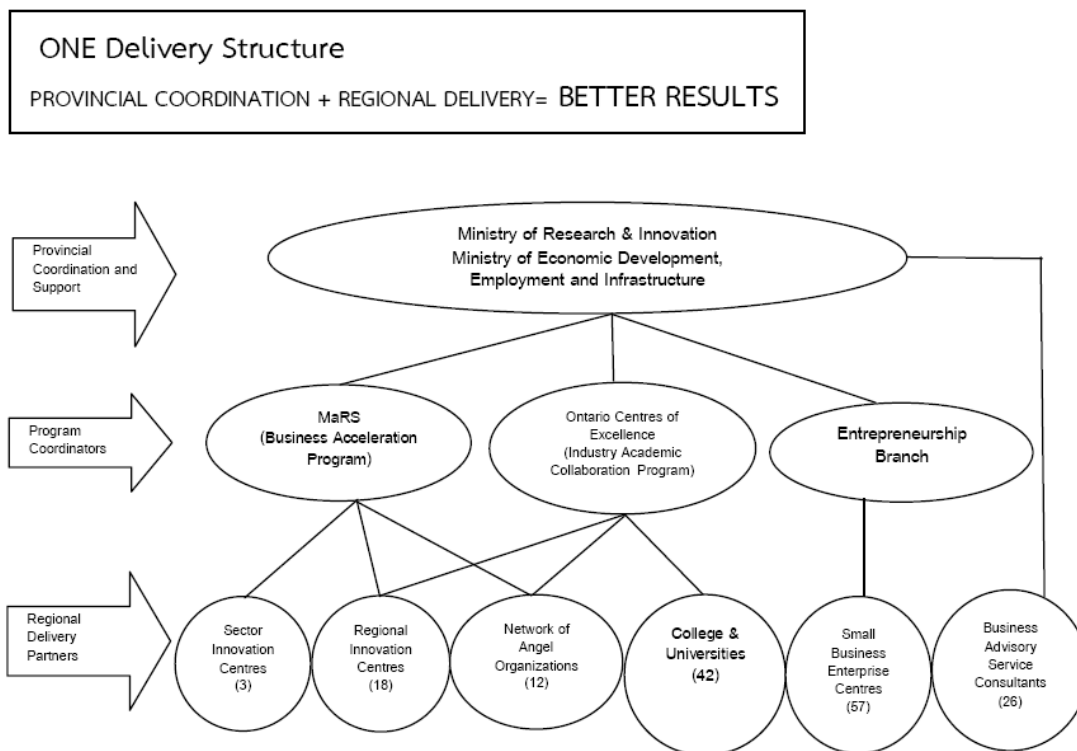 ONE Delivery Structure
PROVINCIAL COORDINATION + REGIONAL DELIVERY= BETTER RESULTS
Provincial
Coordination and
Support
Ministry of Research & Innovation
Ministry of Economic Development,
Employment and Infrastructure
Program
Coordinators
MaRS
(Business Acceleration
Program)
Ontario Centres of
Excellence
(Industry Academic
Collaboration Program)
Entrepreneurship
Branch
Regional
Delivery
Partners
Sector
Innovation
Centres
(3)
Regional
Innovation
Centres
(18)
Network of
Angel
Organizations
(12)
College &
Universities
(42)
Small
Business
Enterprise
Centres
(57)
Business
Advisory
Service
Consultants
(26)